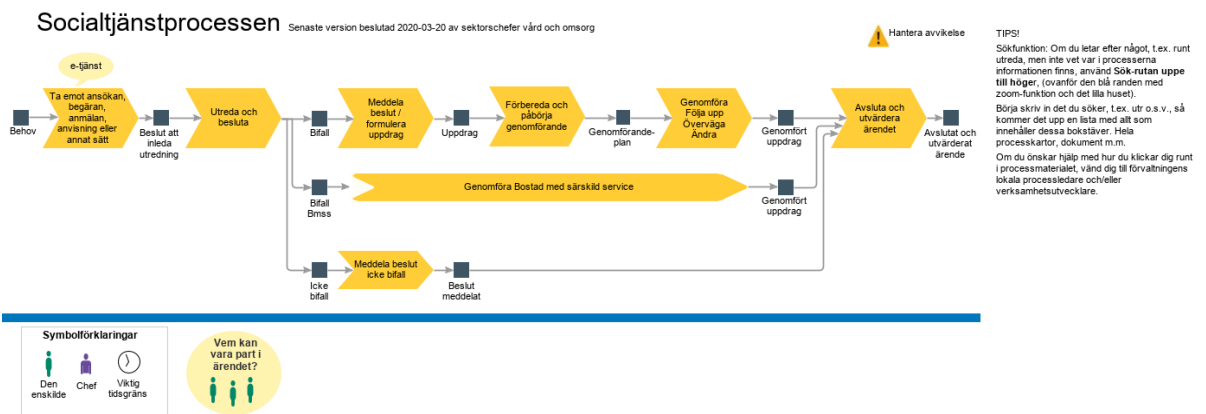 Socialtjänstprocessen
Senaste version beslutad 2020-03-20 av sektorschefer vård och omsorg
Hantera avvikelse
e-tjänst
Behov
Ta emot ansökan,
begäran,
anmälan,
anvisning eller
annat sätt
Beslut att
inleda
utredning
Utreda och
besluta
Bifall
Meddela
beslut /
formulera
uppdrag
Uppdrag
Förbereda och
påbörja
genomförande
Genomförande-
plan
Genomföra
Följa upp
Överväga
Ändra
Genomfört
uppdrag
Avsluta och
utvärdera
ärendet
Avslutat och
utvärderat
ärende
Bifall
Bmss
Genomföra Bostad med särskild service
Genomfört
uppdrag
Icke
bifall
Meddela beslut
icke bifall
Beslut
meddelat
TIPS!
Sökfunktion: Om du letar efter något, t.ex. runt
utreda, men inte vet var i processerna
informationen finns, använd Sök-rutan uppe
till höger, (ovanför den blå randen med
zoom-funktion och det lilla huset).
Börja skriv in det du söker, t.ex. utr o.s.v., så
kommer det upp en lista med allt som
innehåller dessa bokstäver. Hela
processkartor, dokument m.m.
Om du önskar hjälp med hur du klickar dig runt
i processmaterialet, vänd dig till förvaltningens
lokala processledare och/eller
verksamhetsutvecklare.
Symbolförklaringar
Den
enskilde
Chef
Viktig
tidsgräns
Vem kan
vara part i
ärendet?